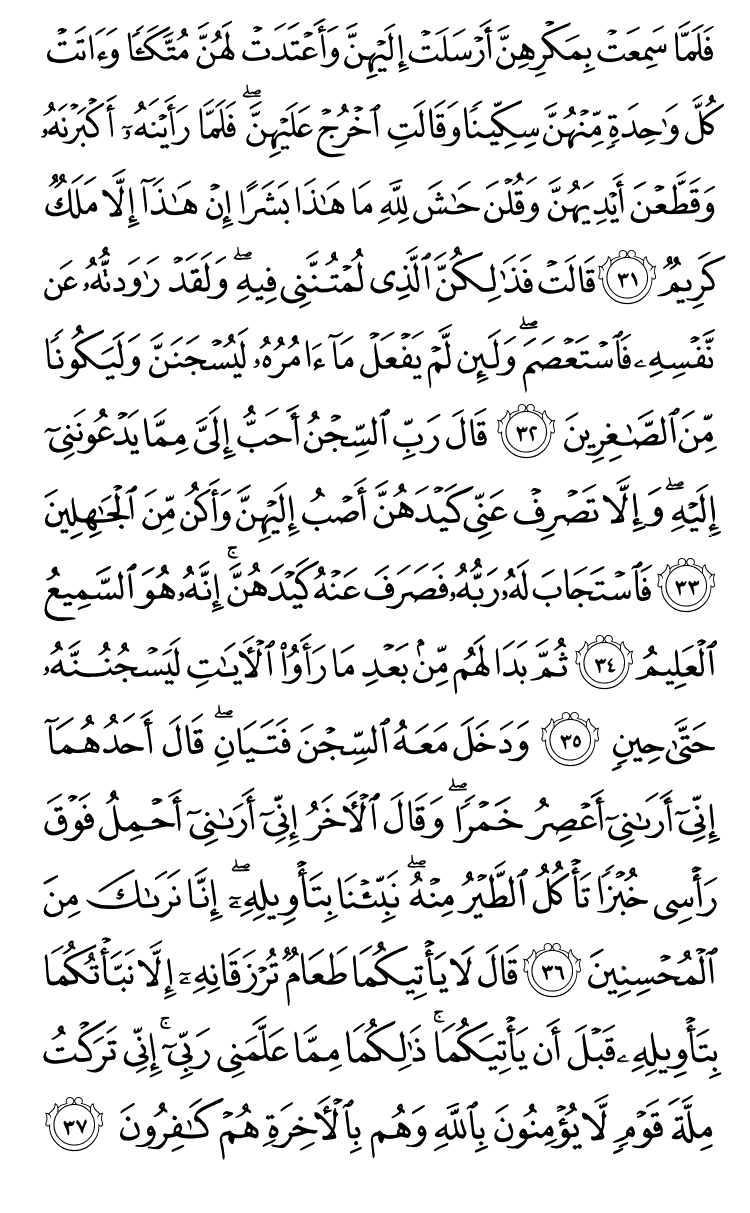 فَلَمَّا سَمِعَتْ بِمَكْرِهِنَّ أَرْسَلَتْ إِلَيْهِنَّ وَأَعْتَدَتْ لَهُنَّ مُتَّكَـًٔا وَءَاتَتْ
كُلَّ وَٰحِدَةٍ مِّنْهُنَّ سِكِّينًا وَقَالَتِ ٱخْرُجْ عَلَيْهِنَّ ۖ فَلَمَّا رَأَيْنَهُۥٓ أَكْبَرْنَهُۥ
وَقَطَّعْنَ أَيْدِيَهُنَّ وَقُلْنَ حَـٰشَ لِلَّهِ مَا هَـٰذَا بَشَرًا إِنْ هَـٰذَآ إِلَّا مَلَكٌ
كَرِيمٌ ٣١ قَالَتْ فَذَٰلِكُنَّ ٱلَّذِى لُمْتُنَّنِى فِيهِ ۖ وَلَقَدْ رَٰوَدتُّهُۥ عَن
نَّفْسِهِۦ فَٱسْتَعْصَمَ ۖ وَلَئِن لَّمْ يَفْعَلْ مَآ ءَامُرُهُۥ لَيُسْجَنَنَّ وَلَيَكُونًا
مِّنَ ٱلصَّـٰغِرِينَ ٣٢ قَالَ رَبِّ ٱلسِّجْنُ أَحَبُّ إِلَىَّ مِمَّا يَدْعُونَنِىٓ
إِلَيْهِ ۖ وَإِلَّا تَصْرِفْ عَنِّى كَيْدَهُنَّ أَصْبُ إِلَيْهِنَّ وَأَكُن مِّنَ ٱلْجَـٰهِلِينَ
٣٣ فَٱسْتَجَابَ لَهُۥ رَبُّهُۥ فَصَرَفَ عَنْهُ كَيْدَهُنَّ ۚ إِنَّهُۥ هُوَ ٱلسَّمِيعُ
ٱلْعَلِيمُ ٣٤ ثُمَّ بَدَا لَهُم مِّنۢ بَعْدِ مَا رَأَوُا۟ ٱلْـَٔايَـٰتِ لَيَسْجُنُنَّهُۥ
حَتَّىٰ حِينٍ ٣٥ وَدَخَلَ مَعَهُ ٱلسِّجْنَ فَتَيَانِ ۖ قَالَ أَحَدُهُمَآ
إِنِّىٓ أَرَىٰنِىٓ أَعْصِرُ خَمْرًا ۖ وَقَالَ ٱلْـَٔاخَرُ إِنِّىٓ أَرَىٰنِىٓ أَحْمِلُ فَوْقَ
رَأْسِى خُبْزًا تَأْكُلُ ٱلطَّيْرُ مِنْهُ ۖ نَبِّئْنَا بِتَأْوِيلِهِۦٓ ۖ إِنَّا نَرَىٰكَ مِنَ
ٱلْمُحْسِنِينَ ٣٦ قَالَ لَا يَأْتِيكُمَا طَعَامٌ تُرْزَقَانِهِۦٓ إِلَّا نَبَّأْتُكُمَا
بِتَأْوِيلِهِۦ قَبْلَ أَن يَأْتِيَكُمَا ۚ ذَٰلِكُمَا مِمَّا عَلَّمَنِى رَبِّىٓ ۚ إِنِّى تَرَكْتُ
مِلَّةَ قَوْمٍ لَّا يُؤْمِنُونَ بِٱللَّهِ وَهُم بِٱلْـَٔاخِرَةِ هُمْ كَـٰفِرُونَ ٣٧